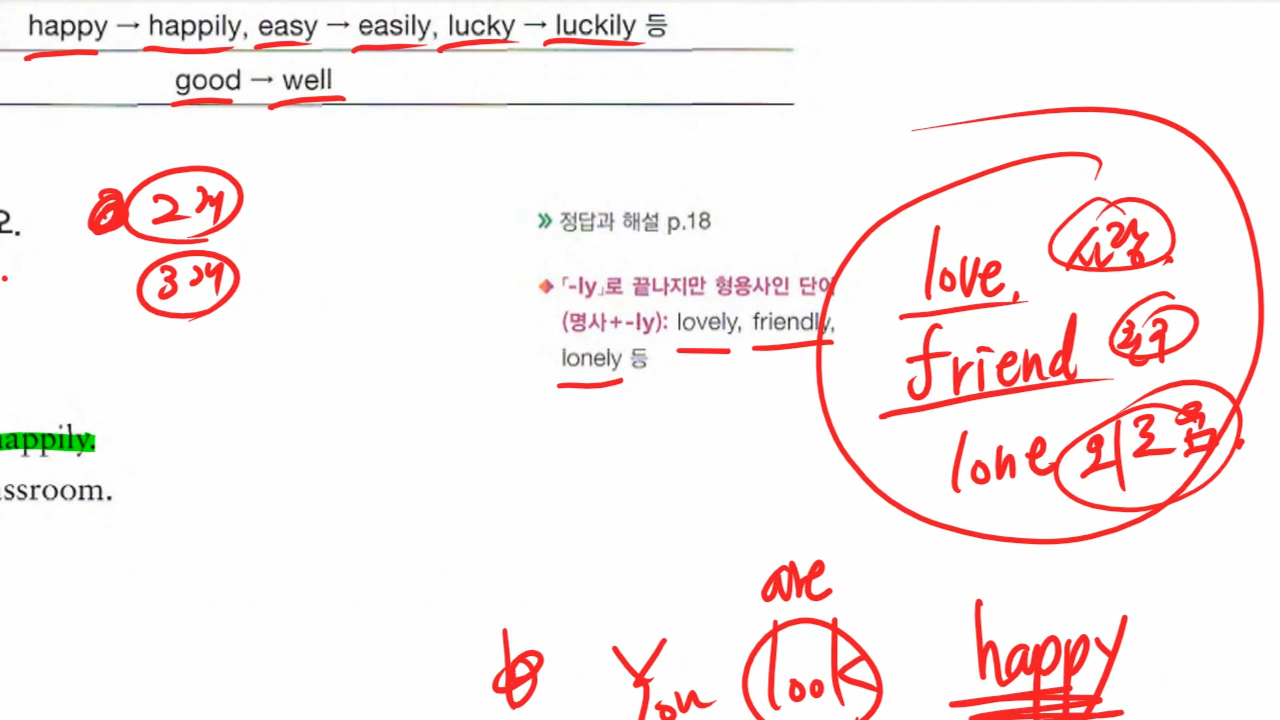 happy → happily, easy → easily, lucky → luckily 등
good → well
오.
2개
3개
» 정답과 해설 p.18
「-ly」로 끝나지만 형용사인 단어
(명사+-ly): lovely, friendly,
lonely 등
love, 사랑.
friend 친구
lone 외로움.
happily.
assroom.
are
You look happy